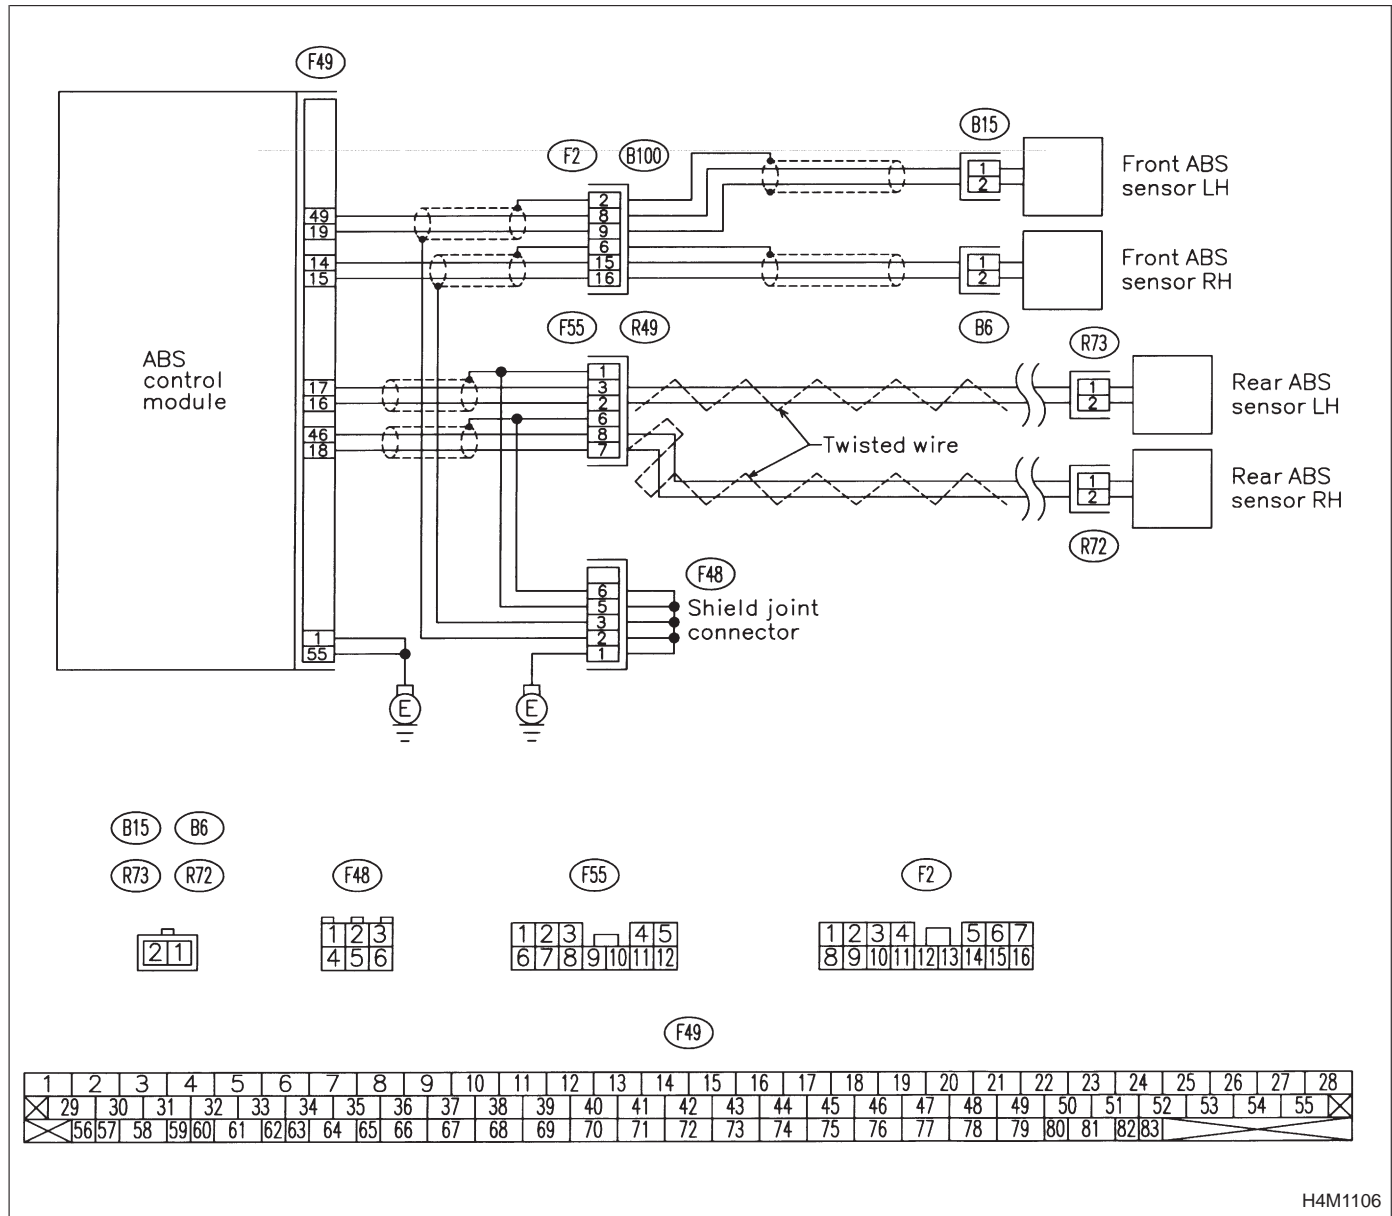 F49
B15
F2 B100
1
2
Front ABS
sensor LH
49
19
14
15
2
8
9
6
15
16
1
2
Front ABS
sensor RH
F55 R49
B6
R73
ABS
control
module
17
16
46
18
1
3
2
6
8
7
1
2
Rear ABS
sensor LH
Twisted wire
1
2
Rear ABS
sensor RH
R72
F48
6
5
3
2
1
Shield joint
connector
1
55
E E
B15 B6
R73 R72
F48
F55
F2
2 1
1 2 3
4 5 6
1 2 3 4 5
6 7 8 9 10 11 12
1 2 3 4 5 6 7
8 9 10 11 12 13 14 15 16
F49
1 2 3 4 5 6 7 8 9 10 11 12 13 14 15 16 17 18 19 20 21 22 23 24 25 26 27 28
29 30 31 32 33 34 35 36 37 38 39 40 41 42 43 44 45 46 47 48 49 50 51 52 53 54 55
56 57 58 59 60 61 62 63 64 65 66 67 68 69 70 71 72 73 74 75 76 77 78 79 80 81 82 83
H4M1106